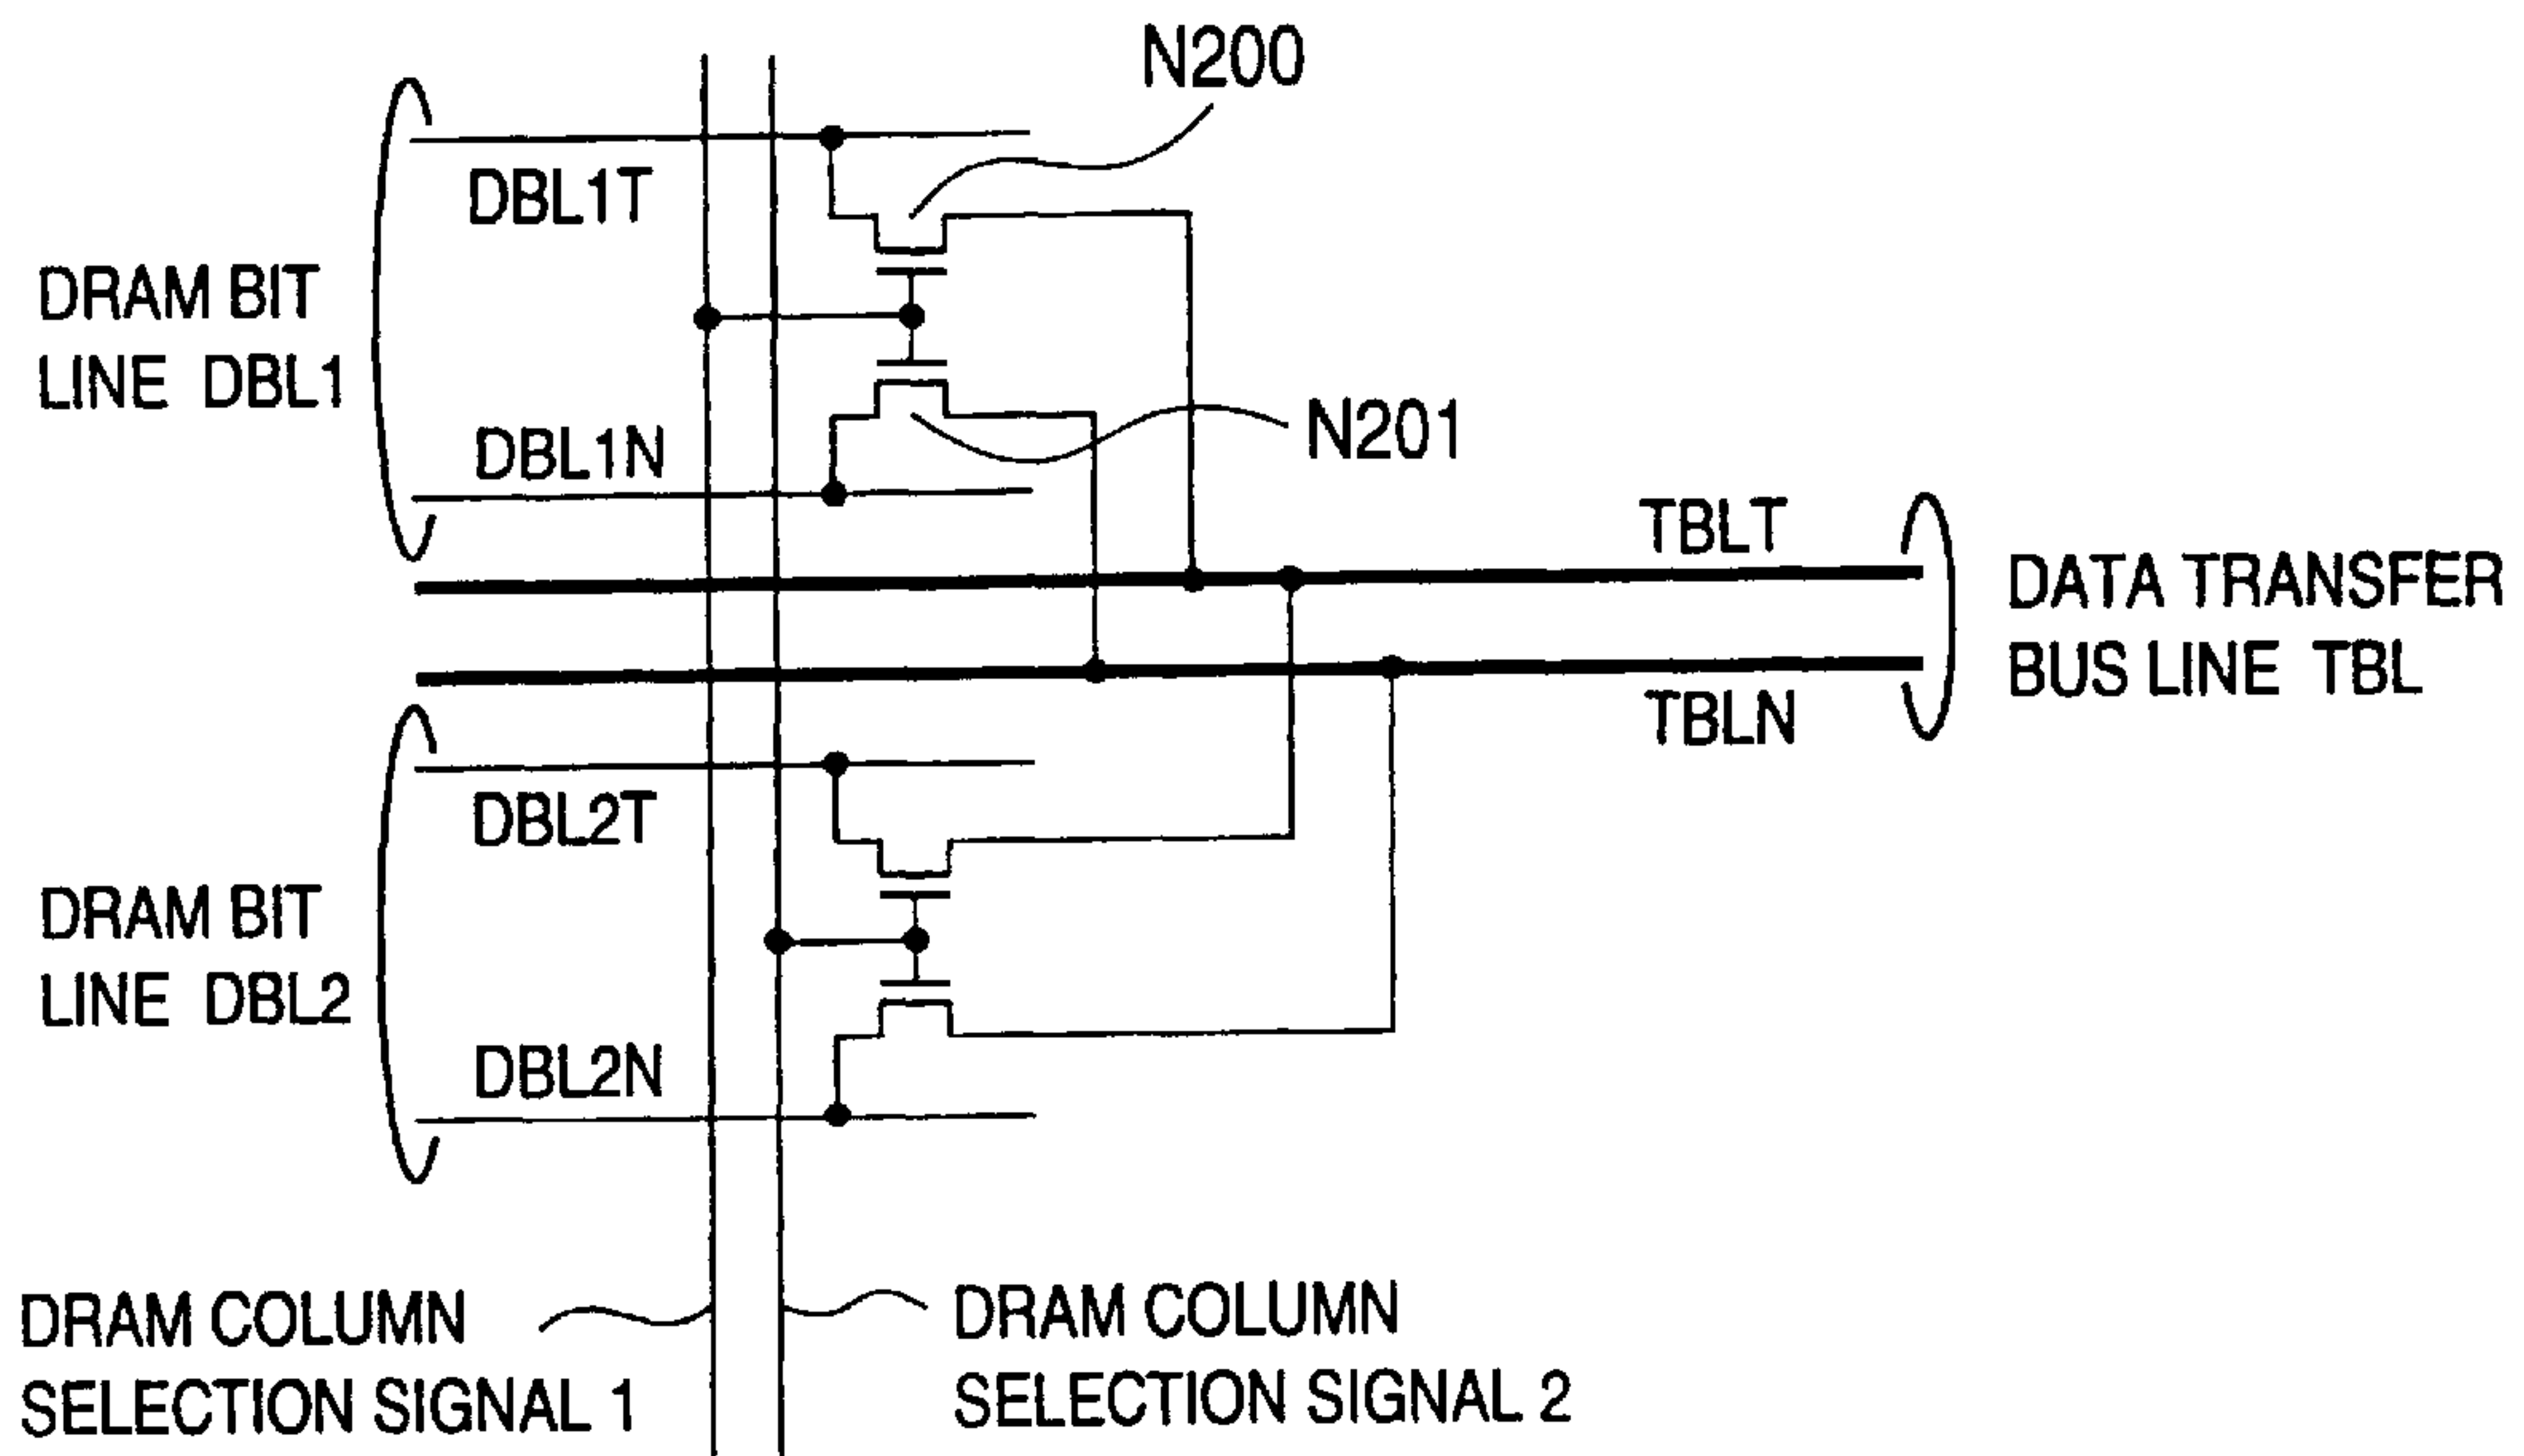 N200
DBL1T
DRAM BIT
LINE DBL1
DBL1N
N201
TBLT
DATA TRANSFER
BUS LINE TBL
TBLN
DBL2T
DRAM BIT
LINE DBL2
DBL2N
DRAM COLUMN
SELECTION SIGNAL 1
DRAM COLUMN
SELECTION SIGNAL 2